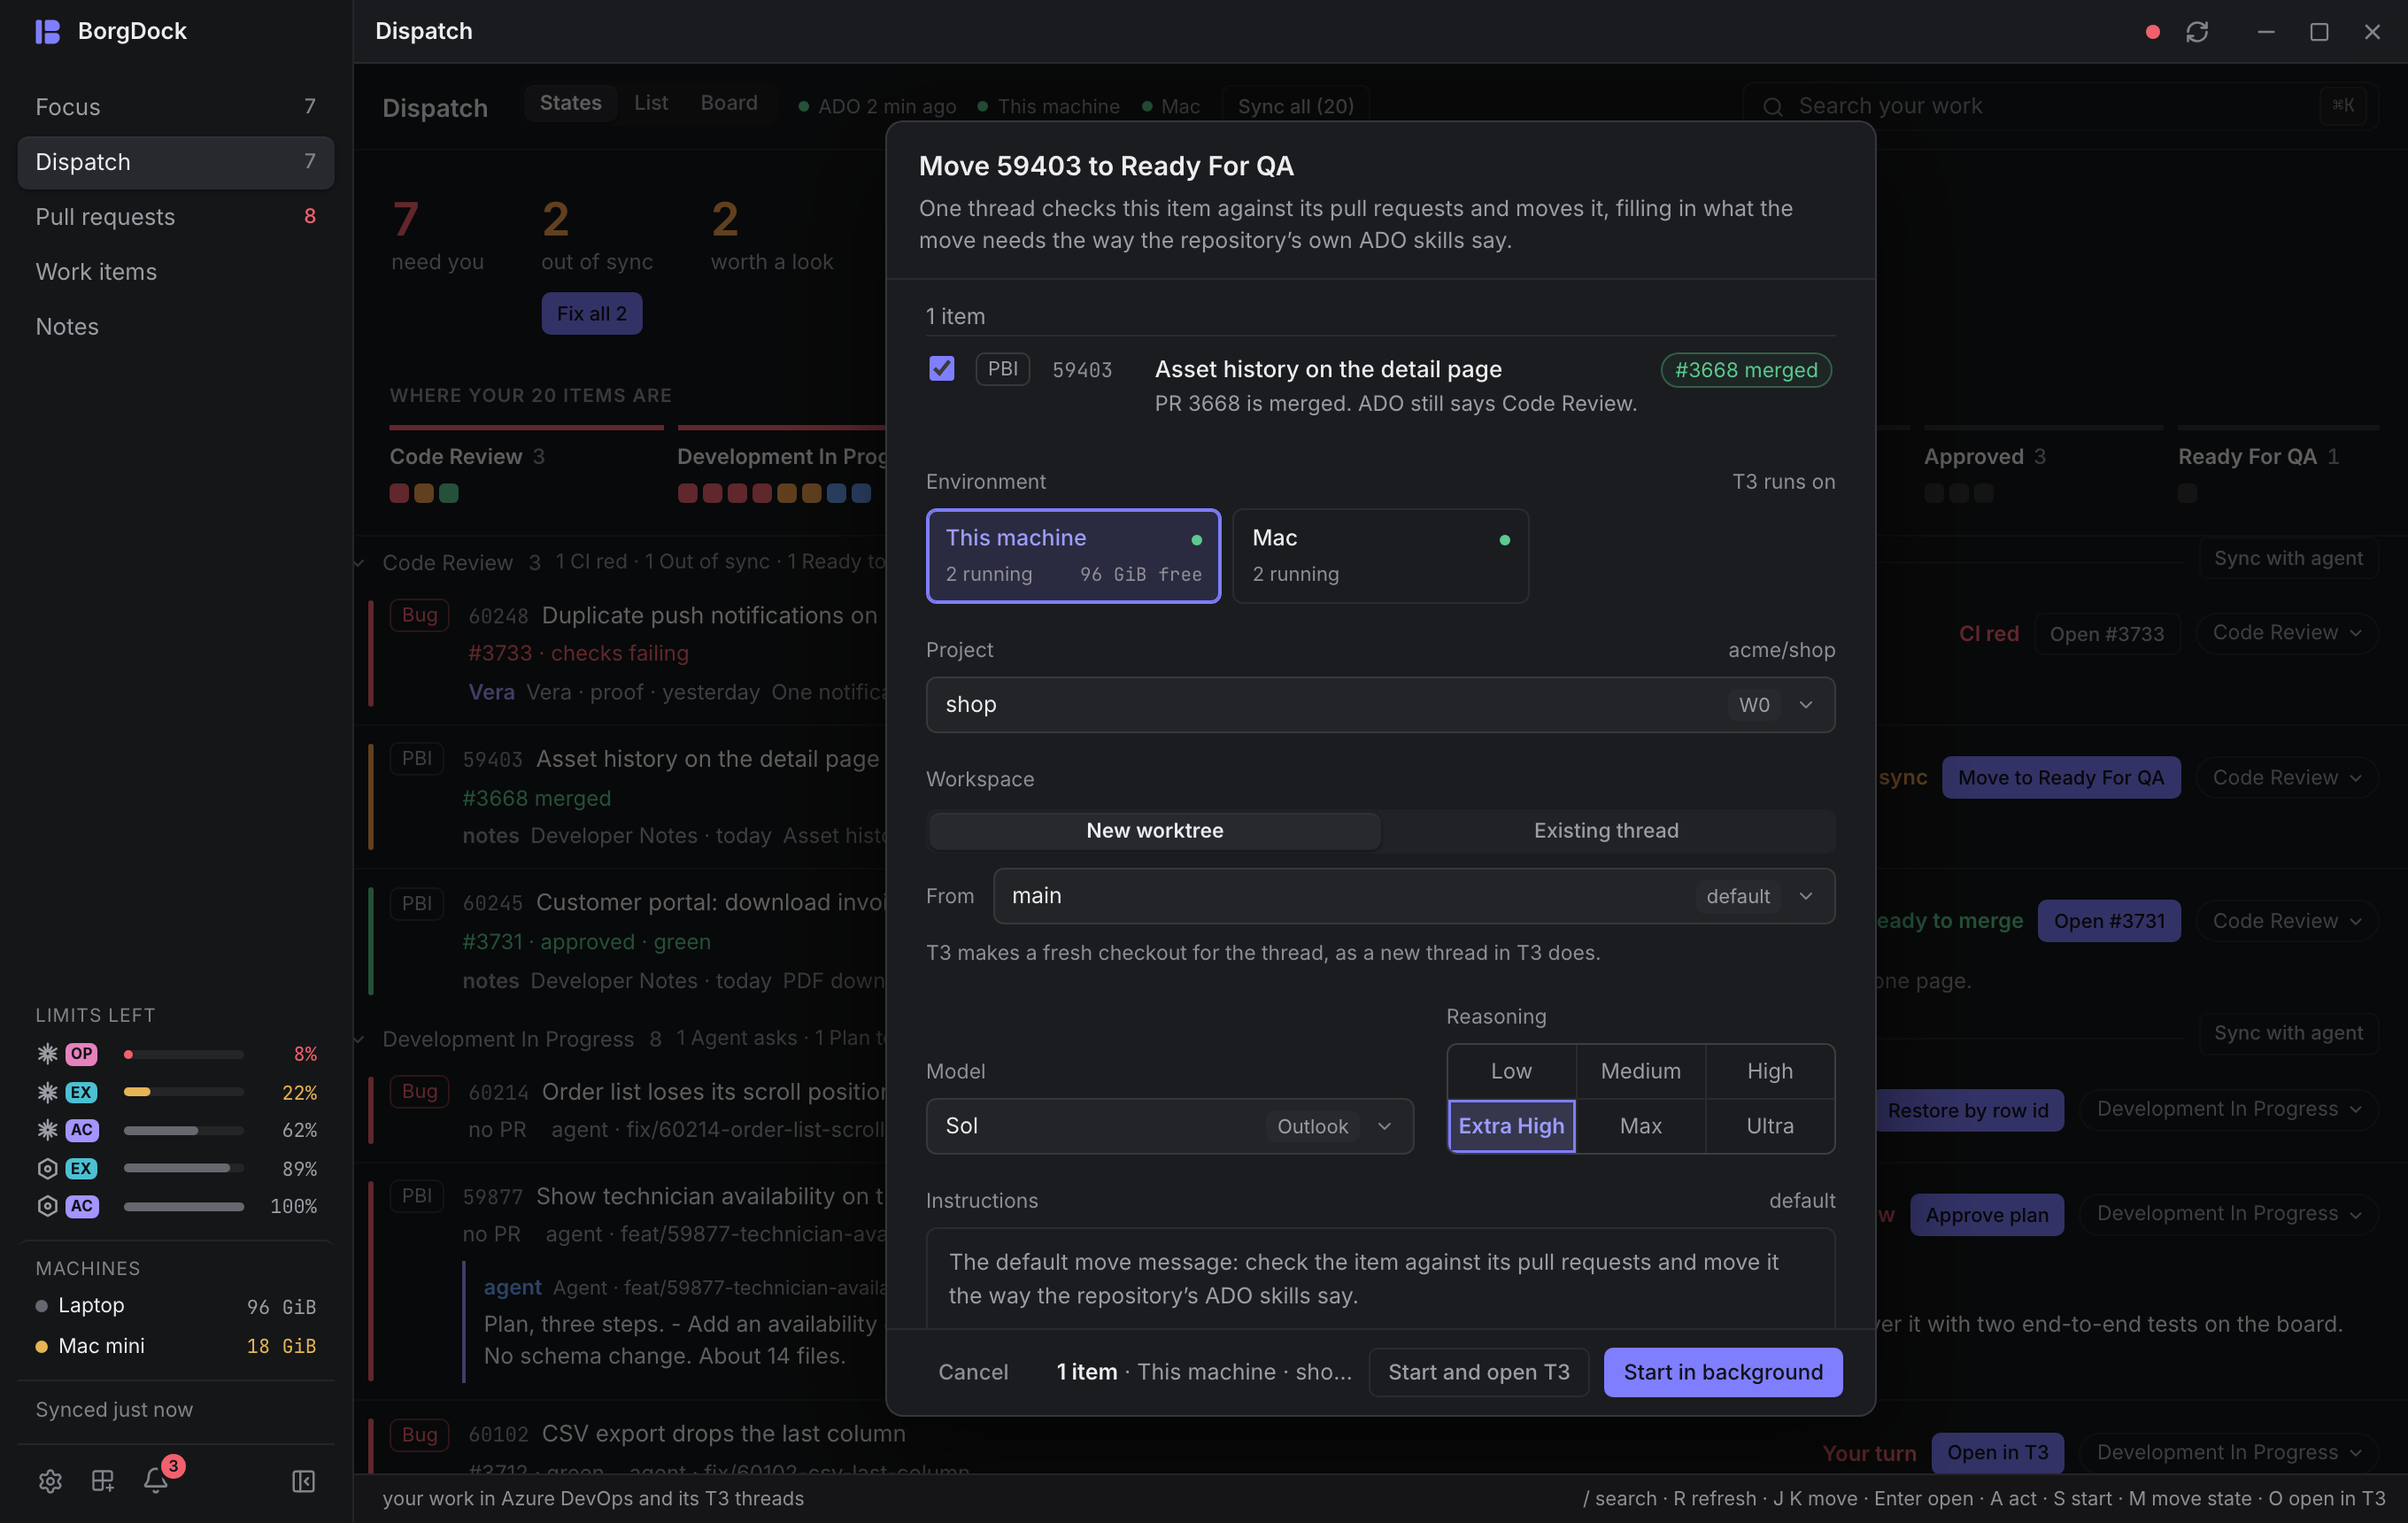 BorgDock
Dispatch
Focus 7
Dispatch 7
Pull requests 8
Work items
Notes
LIMITS LEFT
OP 8%
EX 22%
AC 62%
EX 89%
AC 100%
MACHINES
Laptop 96 GiB
Mac mini 18 GiB
Synced just now
3
Dispatch States List Board ADO 2 min ago This machine Mac Sync all (20) Search your work ⌘K
7 2 2
need you out of sync worth a look
Fix all 2
WHERE YOUR 20 ITEMS ARE
Code Review 3 Development In Prog Approved 3 Ready For QA 1
Code Review 3 1 CI red · 1 Out of sync · 1 Ready to Sync with agent
Bug 60248 Duplicate push notifications on CI red Open #3733 Code Review
#3733 · checks failing
Vera Vera · proof · yesterday One notifica
PBI 59403 Asset history on the detail page sync Move to Ready For QA Code Review
#3668 merged
notes Developer Notes · today Asset histo
PBI 60245 Customer portal: download invoi eady to merge Open #3731 Code Review
#3731 · approved · green
notes Developer Notes · today PDF down one page.
Development In Progress 8 1 Agent asks · 1 Plan to Sync with agent
Bug 60214 Order list loses its scroll position Restore by row id Development In Progress
no PR agent · fix/60214-order-list-scroll
PBI 59877 Show technician availability on t w Approve plan Development In Progress
no PR agent · feat/59877-technician-ava
agent Agent · feat/59877-technician-availa
Plan, three steps. - Add an availability ver it with two end-to-end tests on the board.
No schema change. About 14 files.
Bug 60102 CSV export drops the last column Your turn Open in T3 Development In Progress
#3712 · green agent · fix/60102-csv-last-column
your work in Azure DevOps and its T3 threads
/ search · R refresh · J K move · Enter open · A act · S start · M move state · O open in T3
Move 59403 to Ready For QA
One thread checks this item against its pull requests and moves it, filling in what the
move needs the way the repository’s own ADO skills say.
1 item
PBI 59403 Asset history on the detail page #3668 merged
PR 3668 is merged. ADO still says Code Review.
Environment T3 runs on
This machine Mac
2 running 96 GiB free 2 running
Project acme/shop
shop W0
Workspace
New worktree Existing thread
From main default
T3 makes a fresh checkout for the thread, as a new thread in T3 does.
Reasoning
Model Low Medium High
Sol Outlook Extra High Max Ultra
Instructions default
The default move message: check the item against its pull requests and move it
the way the repository’s ADO skills say.
Cancel 1 item · This machine · sho... Start and open T3 Start in background